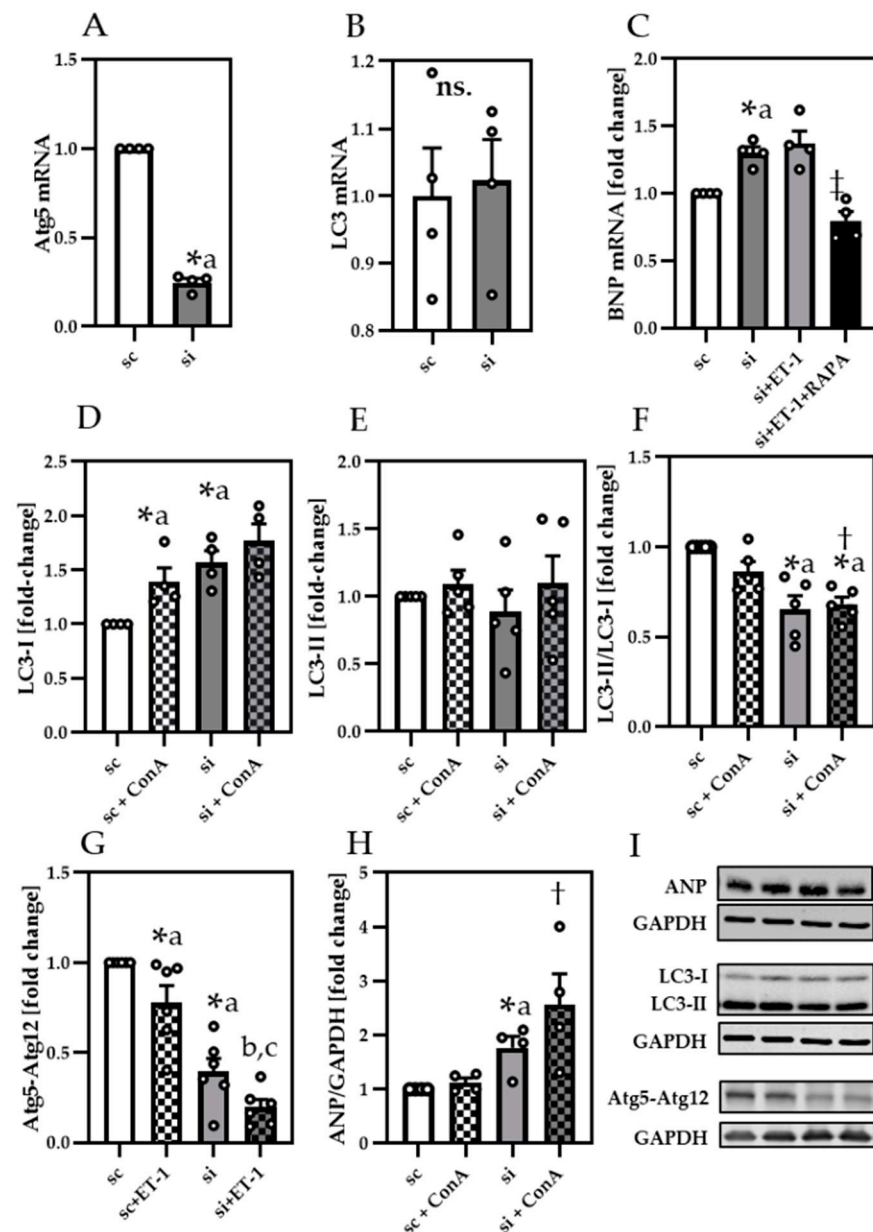 A
Atg5 mRNA
1.5
1.0
0.5
0.0
*a
sc
si
B
LC3 mRNA
1.2
1.1
1.0
0.9
0.8
ns.
sc
si
C
BNP mRNA [fold change]
2.0
1.5
1.0
0.5
0.0
*a
‡
sc
si
si+ET-1
si+ET-1+RAPA
D
LC3-I [fold-change]
2.5
2.0
1.5
1.0
0.5
0.0
*a
*a
sc
sc + ConA
si
si + ConA
E
LC3-II [fold-change]
2.0
1.5
1.0
0.5
0.0
sc
sc + ConA
si
si + ConA
F
LC3-II/LC3-I [fold change]
1.5
1.0
0.5
0.0
*a
†
*a
sc
sc + ConA
si
si + ConA
G
Atg5-Atg12 [fold change]
1.5
1.0
0.5
0.0
*a
*a
b,c
sc
sc+ET-1
si
si+ET-1
H
ANP/GAPDH [fold change]
5
4
3
2
1
0
*a
†
sc
sc + ConA
si
si + ConA
I
ANP
GAPDH
LC3-I
LC3-II
GAPDH
Atg5-Atg12
GAPDH